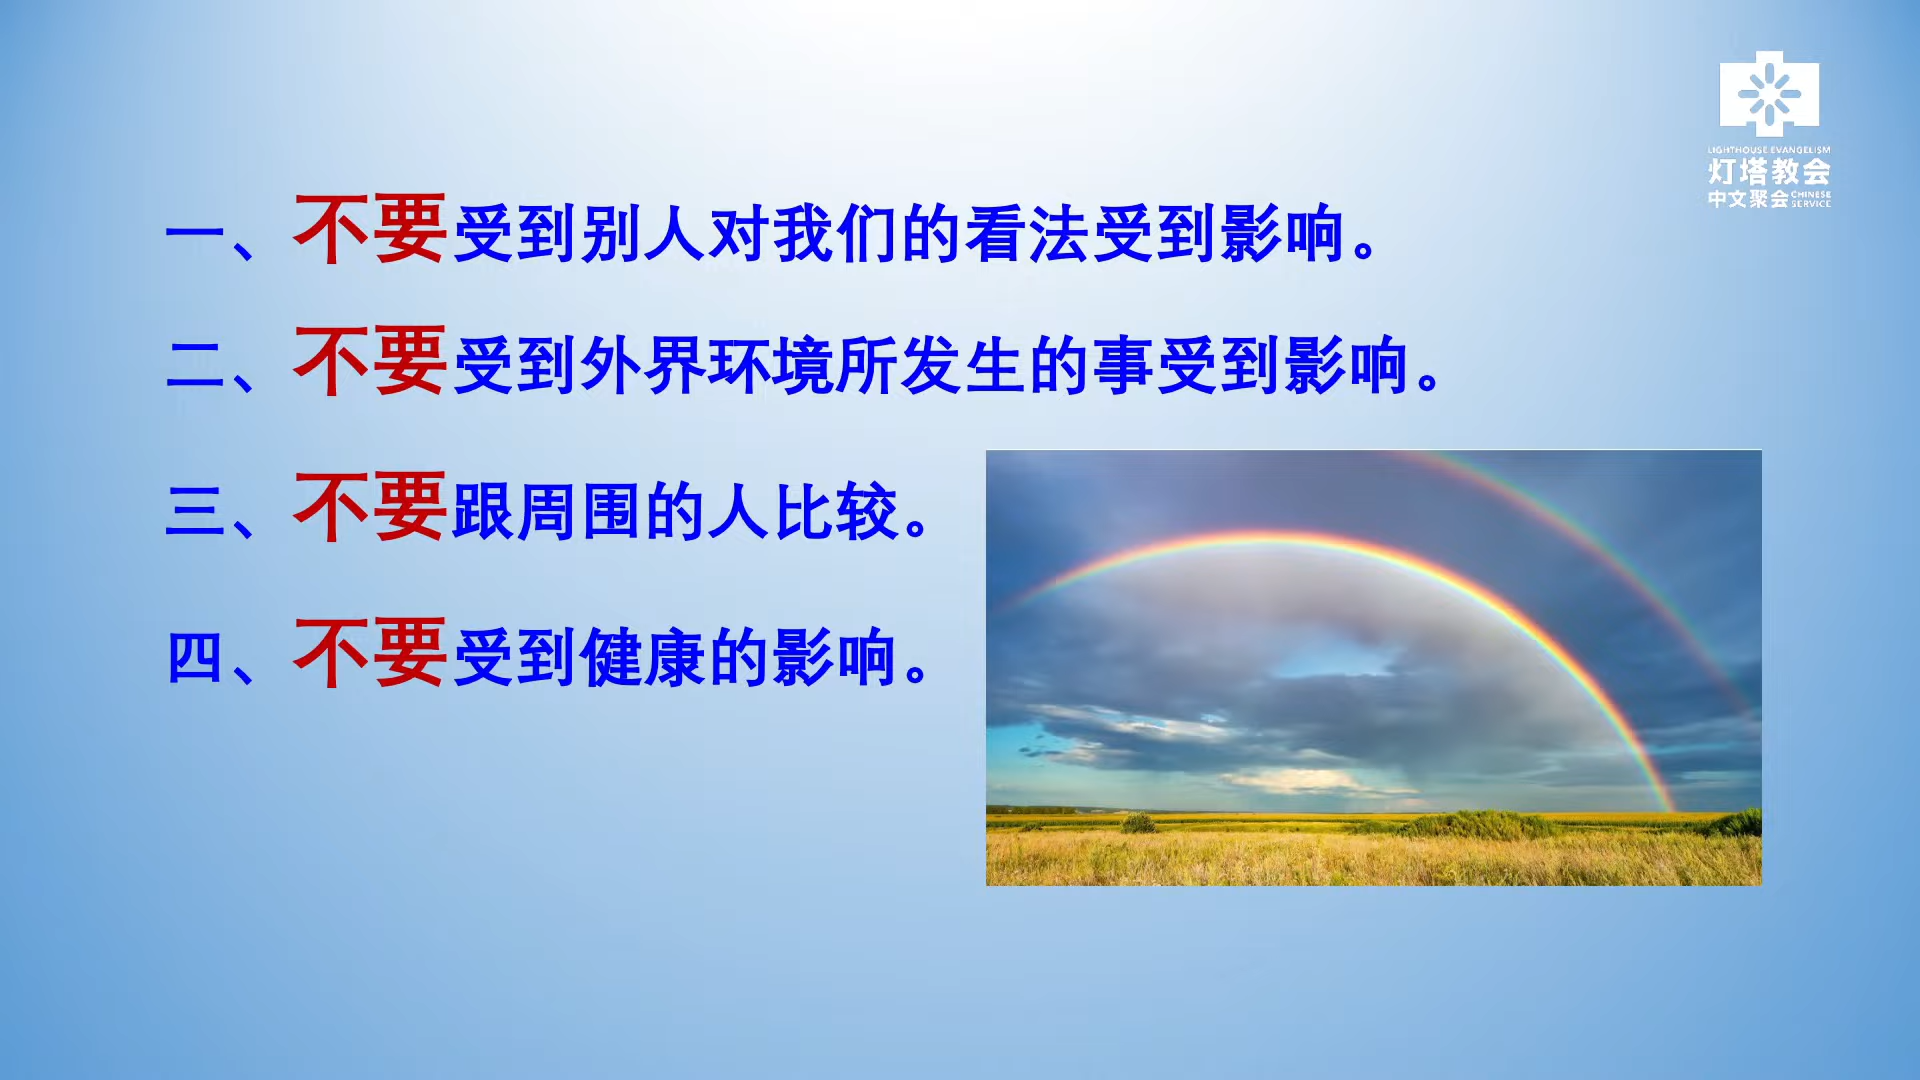 LIGHTHOUSE EVANGELISM
灯塔教会
中文聚会 CHINESE SERVICE
一、不要受到别人对我们的看法受到影响。
二、不要受到外界环境所发生的事受到影响。
三、不要跟周围的人比较。
四、不要受到健康的影响。